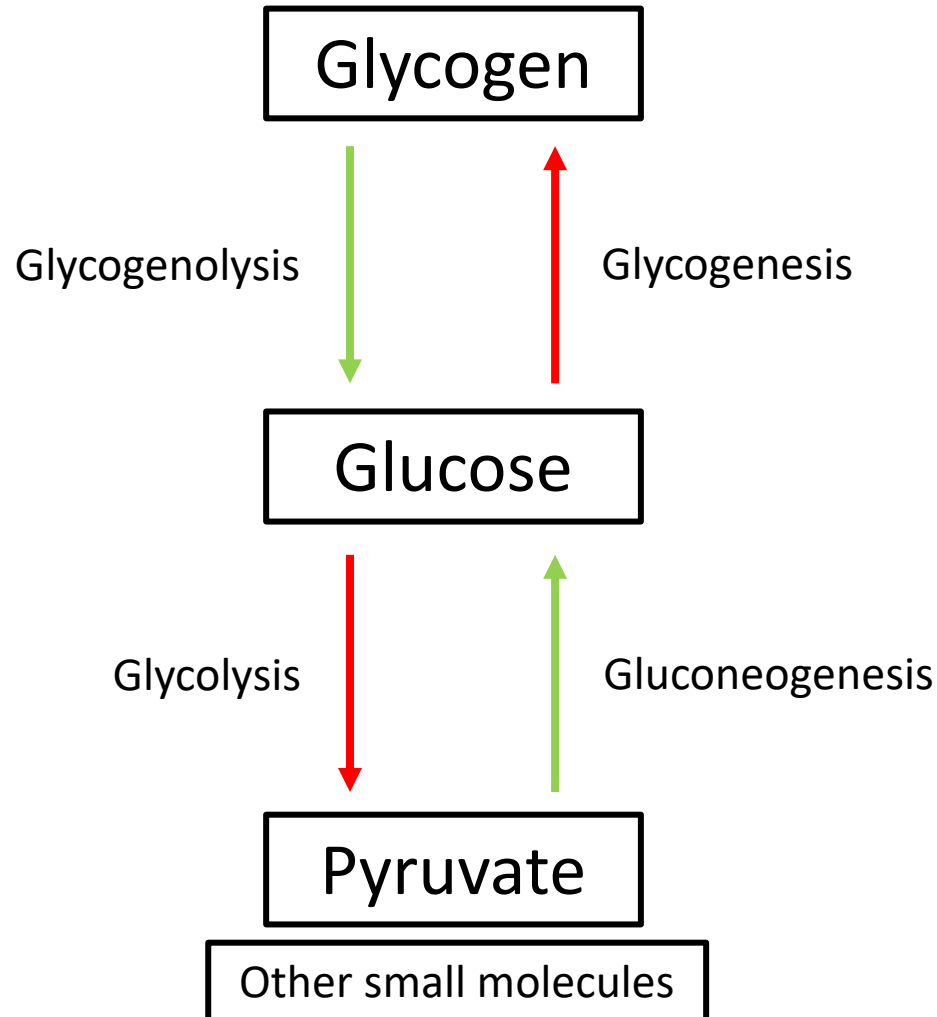 Glycogen
Glycogenolysis
Glycogenesis
Glucose
Glycolysis
Gluconeogenesis
Pyruvate
Other small molecules